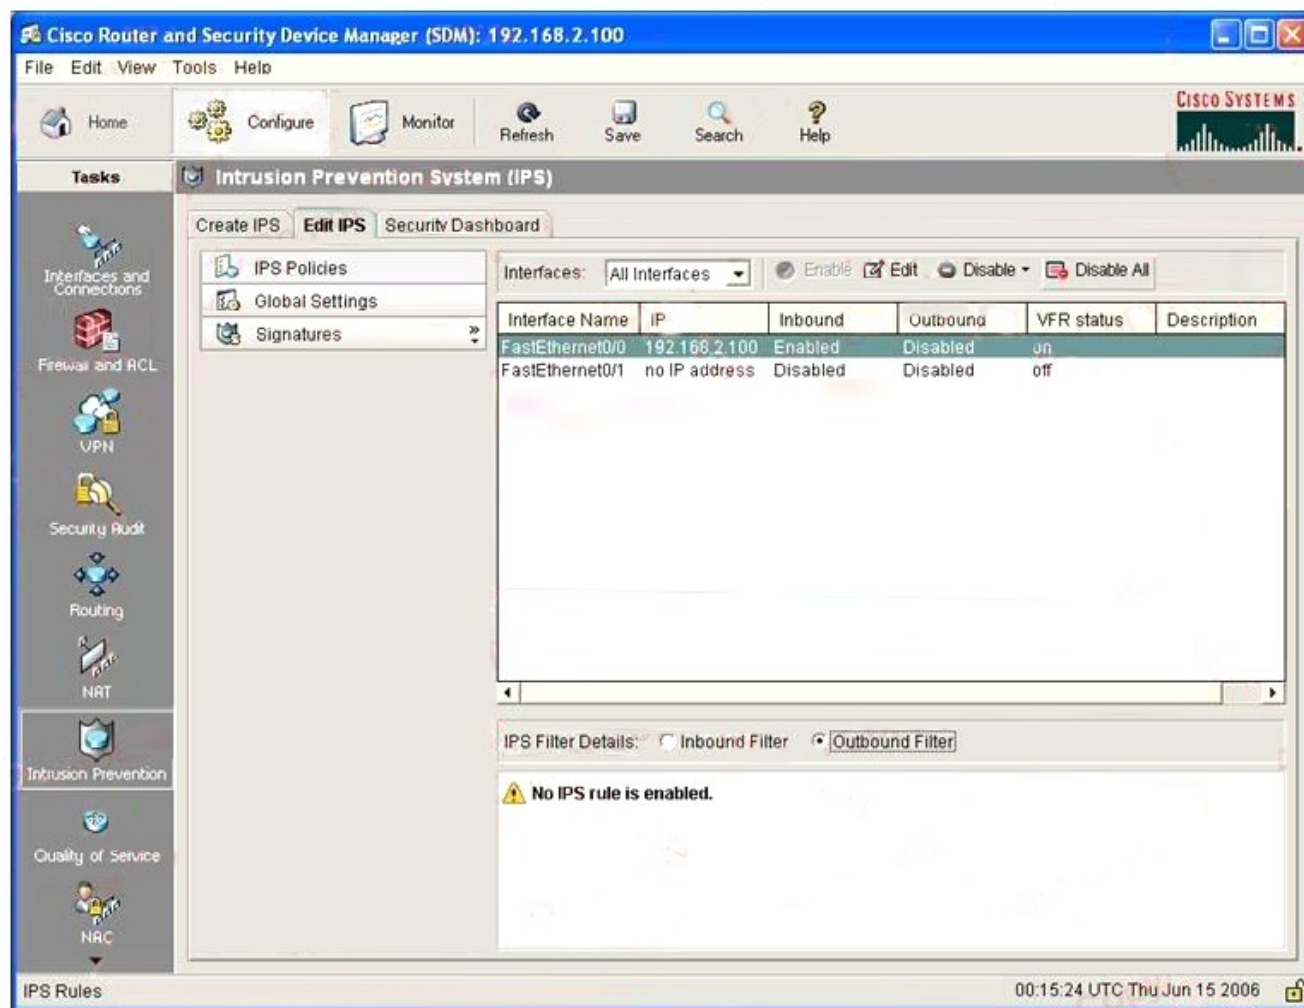 Cisco Router and Security Device Manager (SDM): 192.168.2.100
File Edit View Tools Help
Home Configure Monitor Refresh Save Search Help
CISCO SYSTEMS
Tasks
Intrusion Prevention System (IPS)
Create IPS Edit IPS Security Dashboard
Interfaces and Connections
Firewall and ACL
VPN
Security Audit
Routing
NAT
Intrusion Prevention
Quality of Service
NAC
IPS Policies
Global Settings
Signatures
Interfaces: All Interfaces Enable Edit Disable Disable All
Interface Name IP Inbound Outbound VFR status Description
FastEthernet0/0 192.168.2.100 Enabled Disabled on
FastEthernet0/1 no IP address Disabled Disabled off
IPS Filter Details: Inbound Filter Outbound Filter
No IPS rule is enabled.
IPS Rules
00:15:24 UTC Thu Jun 15 2006